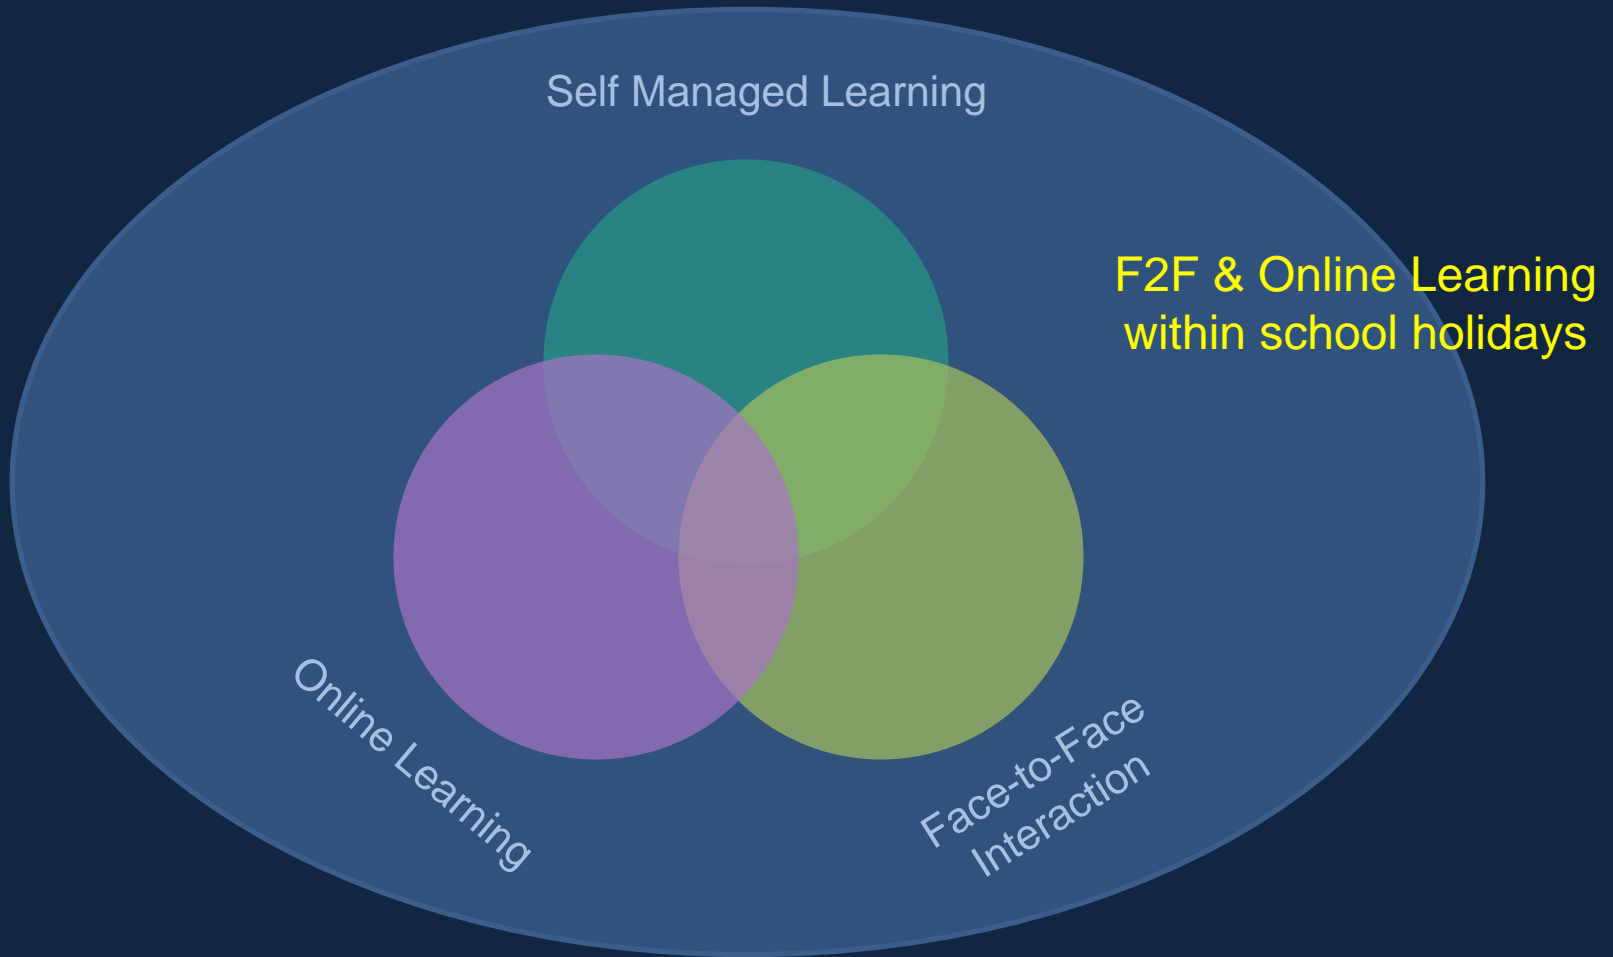 Self Managed Learning
F2F & Online Learning
within school holidays
Online Learning
Face-to-Face
Interaction